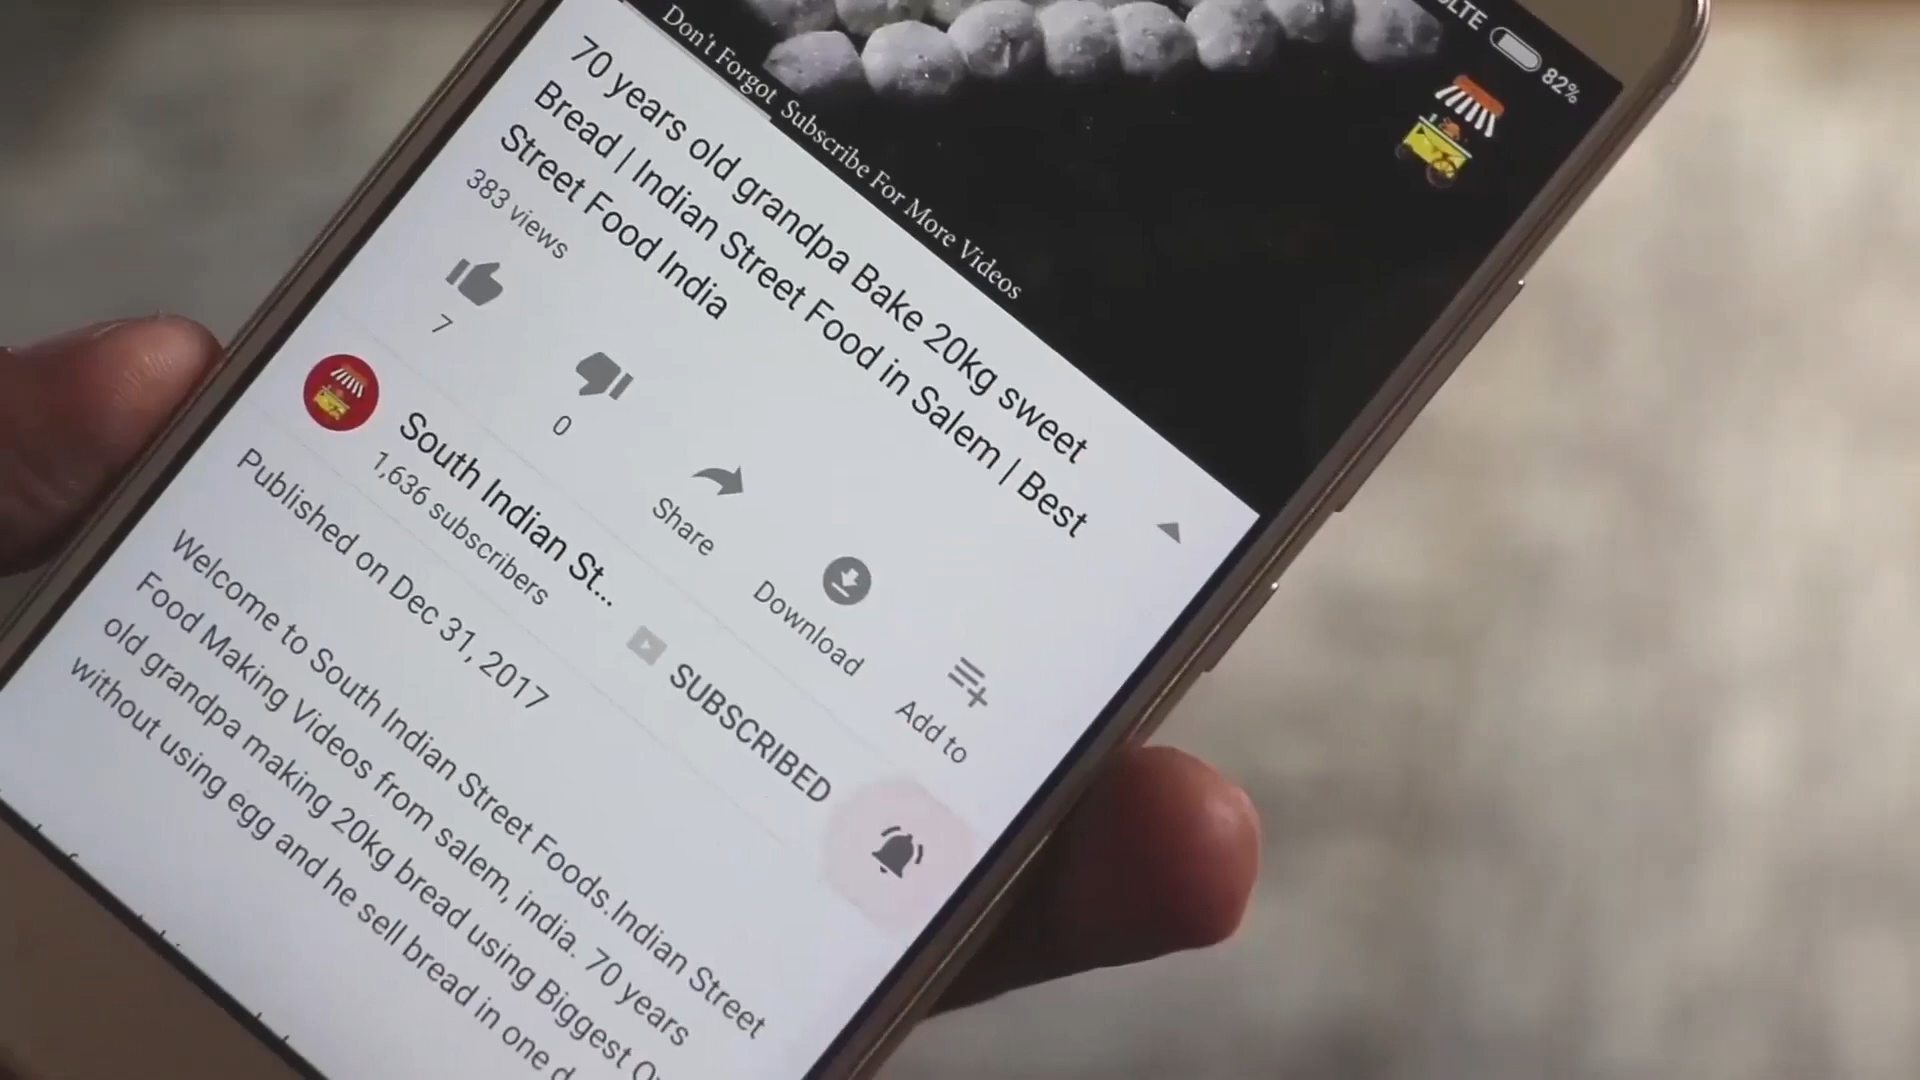 LTE 82%
Don't Forgot Subscribe For More Videos
70 years old grandpa Bake 20kg sweet
Bread | Indian Street Food in Salem | Best
Street Food India
383 views
7
0
Share
Download
Add to
South Indian St...
1,636 subscribers
SUBSCRIBED
Published on Dec 31, 2017
Welcome to South Indian Street Foods.Indian Street
Food Making Videos from salem, india. 70 years
old grandpa making 20kg bread using Biggest
without using egg and he sell bread in one